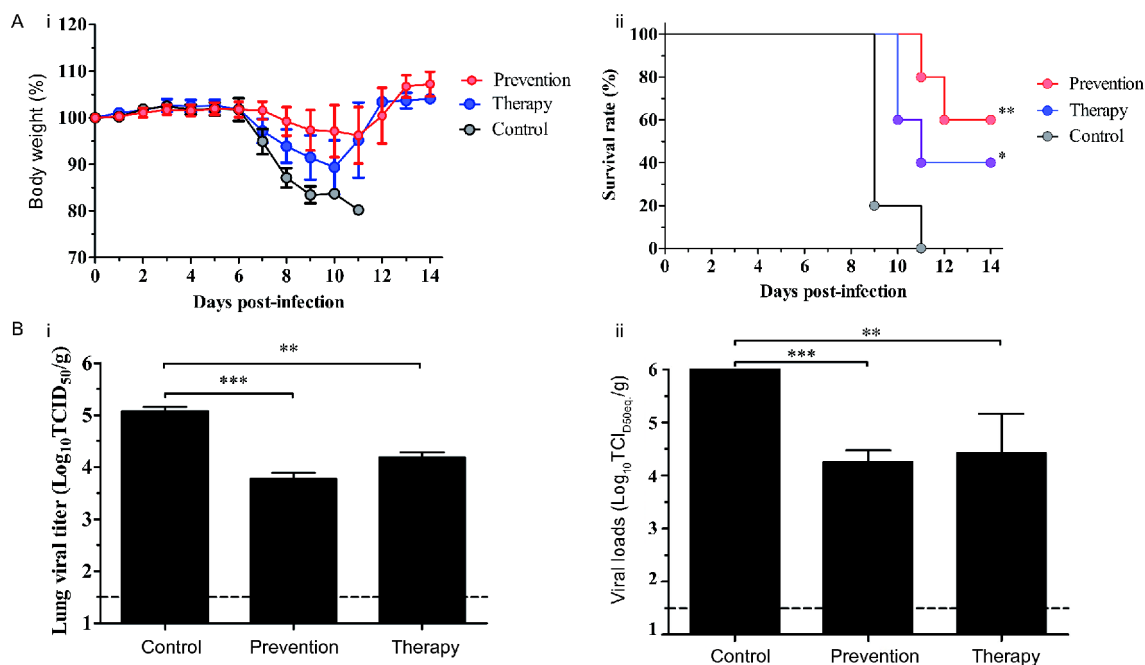 A
i
Body weight (%)
120
110
100
90
80
70
0 2 4 6 8 10 12 14
Days post-infection
Prevention
Therapy
Control
ii
Survival rate (%)
100
80
60
40
20
0
0 2 4 6 8 10 12 14
Days post-infection
**
*
Prevention
Therapy
Control
B
i
Lung viral titer (Log10TCID50/g)
6
5
4
3
2
1
**
***
Control Prevention Therapy
ii
Viral loads (Log10TCID50eq./g)
6
5
4
4
2
1
**
***
Control Prevention Therapy